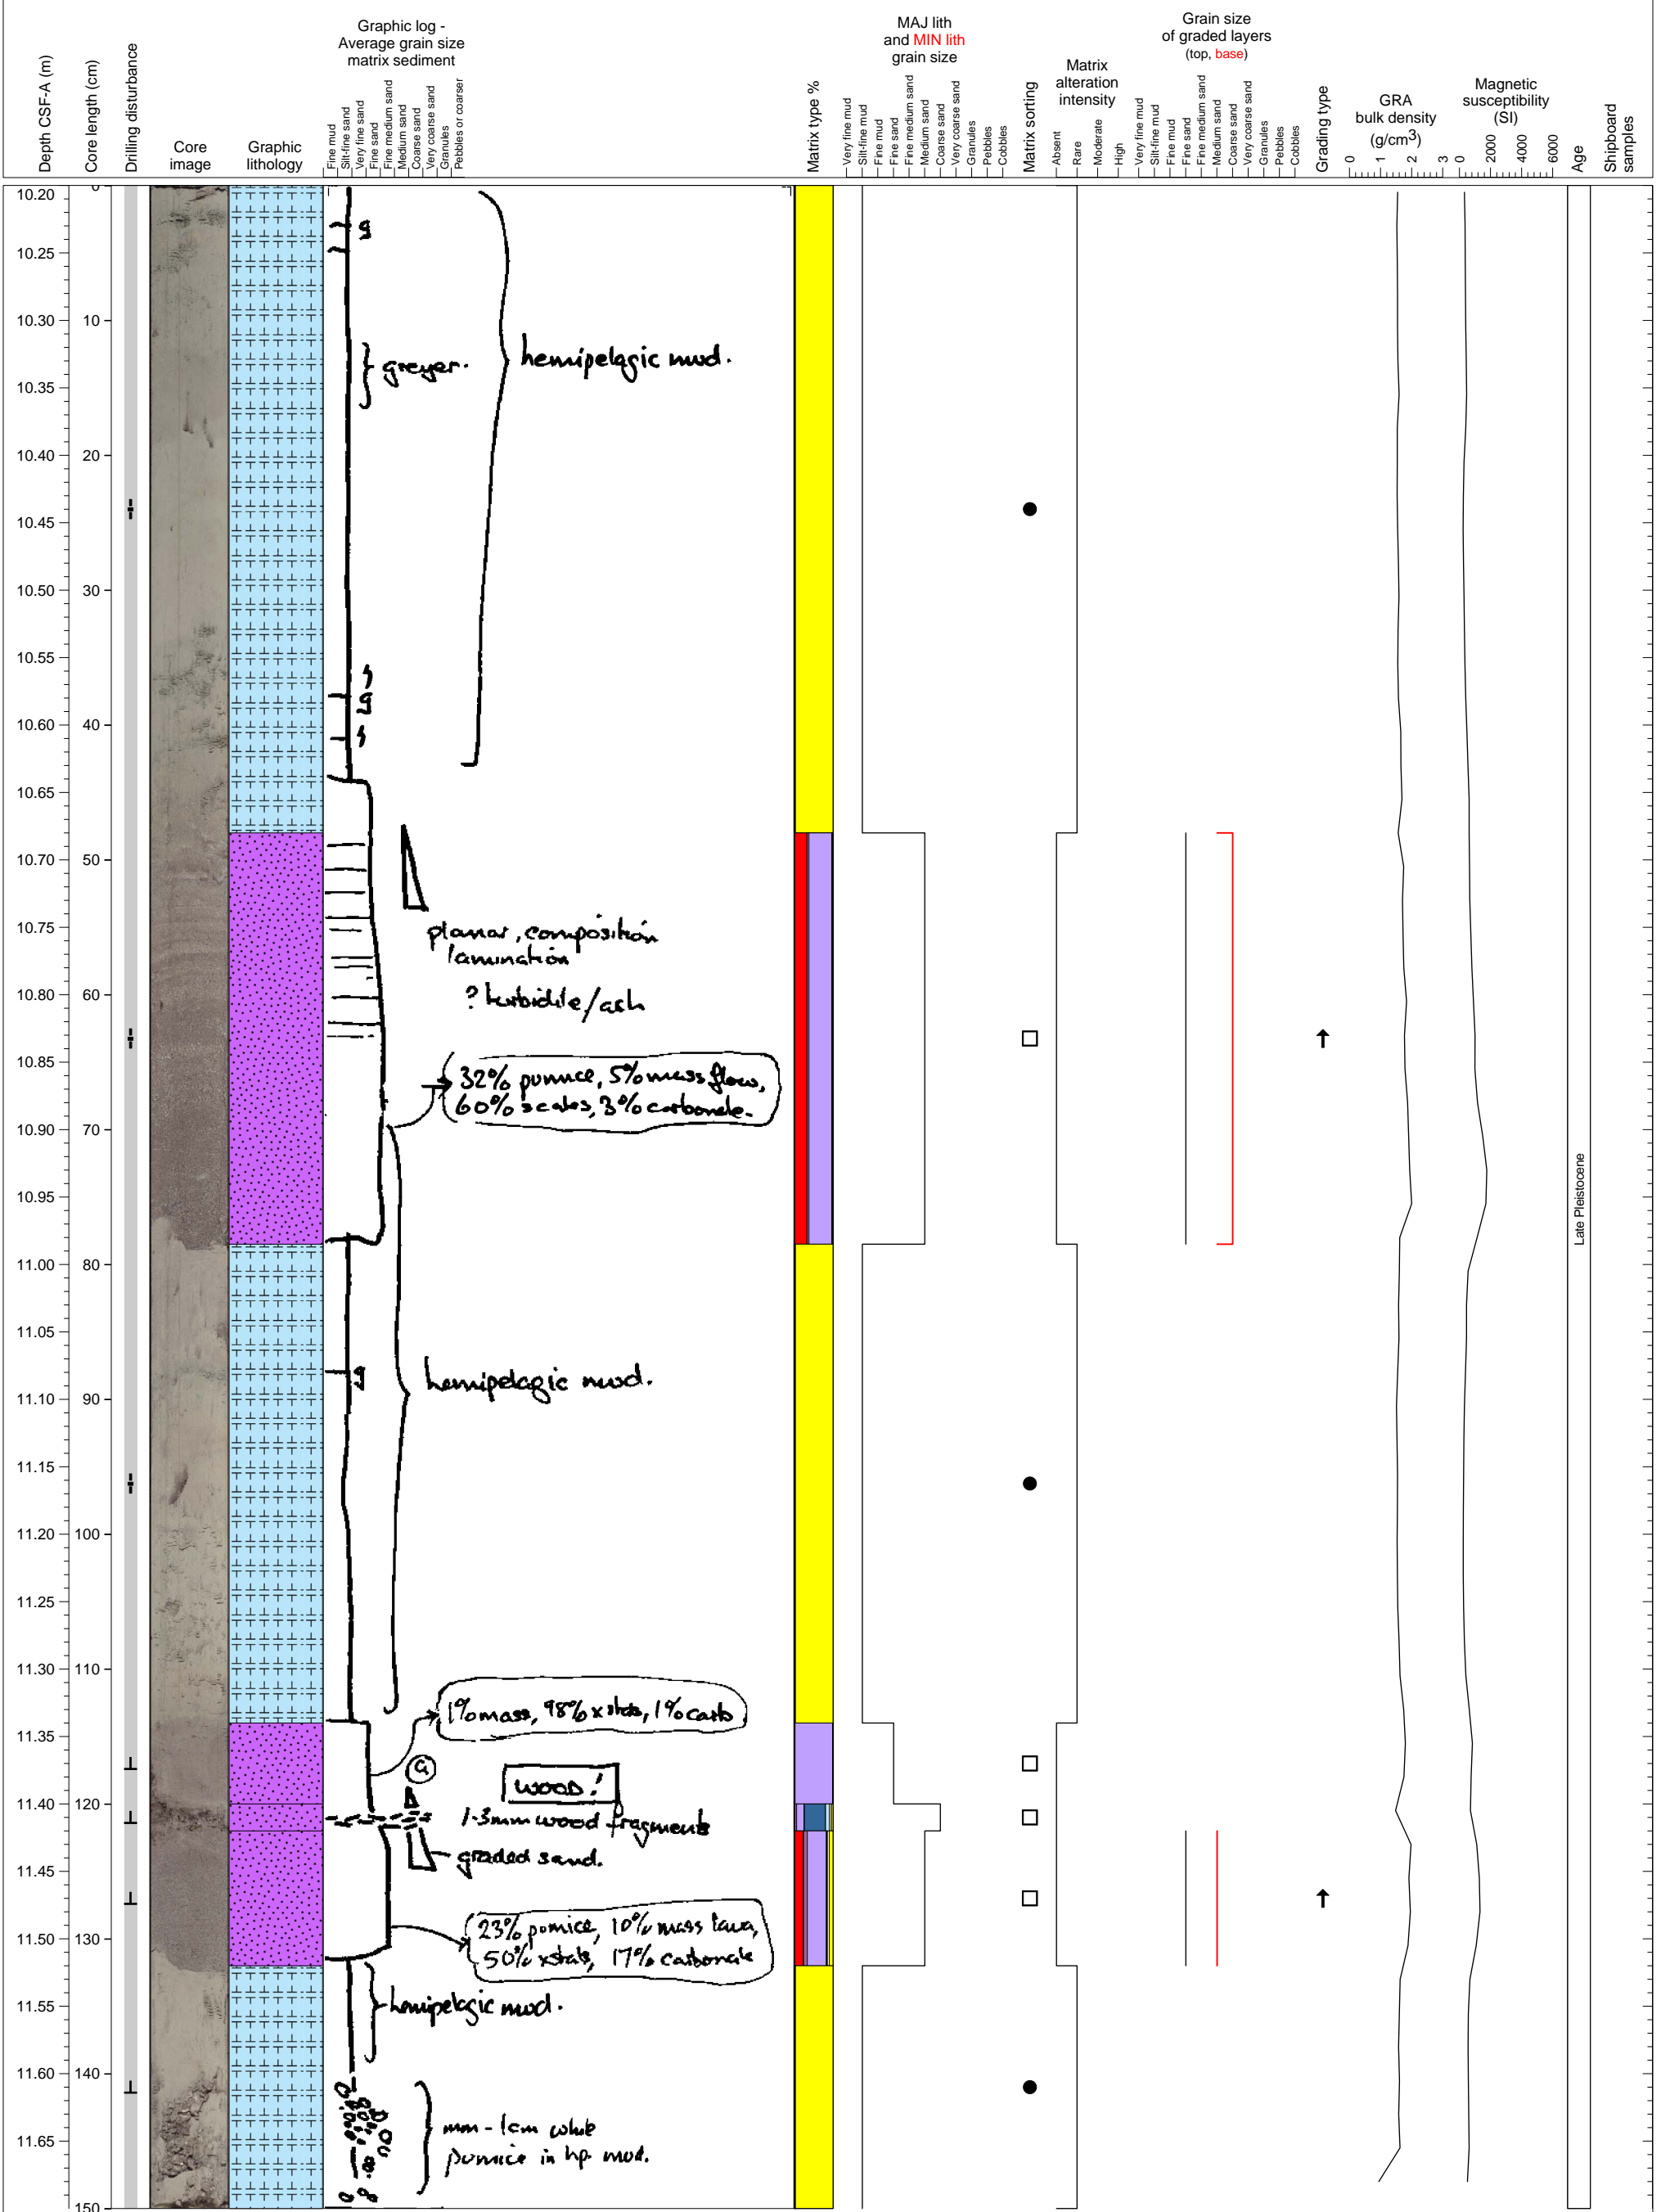 Depth CSF-A (m)
Core length (cm)
Drilling disturbance
Core
image
Graphic
lithology
Graphic log -
Average grain size
matrix sediment
Fine mud
Silt-fine sand
Very fine sand
Fine sand
Fine medium sand
Medium sand
Coarse sand
Very coarse sand
Granules
Pebbles or coarser
Matrix type %
MAJ lith
and MIN lith
grain size
Very fine mud
Silt-fine mud
Fine mud
Fine sand
Fine medium sand
Medium sand
Coarse sand
Very coarse sand
Granules
Pebbles
Cobbles
Matrix sorting
Matrix
alteration
intensity
Absent
Rare
Moderate
High
Grain size
of graded layers
(top, base)
Very fine mud
Silt-fine mud
Fine mud
Fine sand
Fine medium sand
Medium sand
Coarse sand
Very coarse sand
Granules
Pebbles
Cobbles
Grading type
GRA
bulk density
(g/cm3)
0 1 2 3
Magnetic
susceptibility
(SI)
0 2000 4000 6000
Age
Shipboard
samples
10.20 0
10.25
10.30 10
greyer.
hemipelagic mud.
10.35
10.40 20
10.45
10.50 30
10.55
10.60 40
10.65
10.70 50
10.75
planar, composition
lamination
10.80 60
? turbidite/ash
10.85
32% pumice, 5% mass flow,
60% scales, 3% carbonate.
10.90 70
10.95
Late Pleistocene
11.00 80
11.05
11.10 90
hemipelagic mud.
11.15
11.20 100
11.25
11.30 110
1% mass, 98% xstals, 1% carb
11.35
G
WOOD!
11.40 120
1-3mm wood fragments
graded sand.
11.45
11.50 130
23% pumice, 10% mass lava,
50% xstals, 17% carbonate
11.55
hemipelagic mud.
11.60 140
mm - 1cm white
pumice in hp mud.
11.65
150